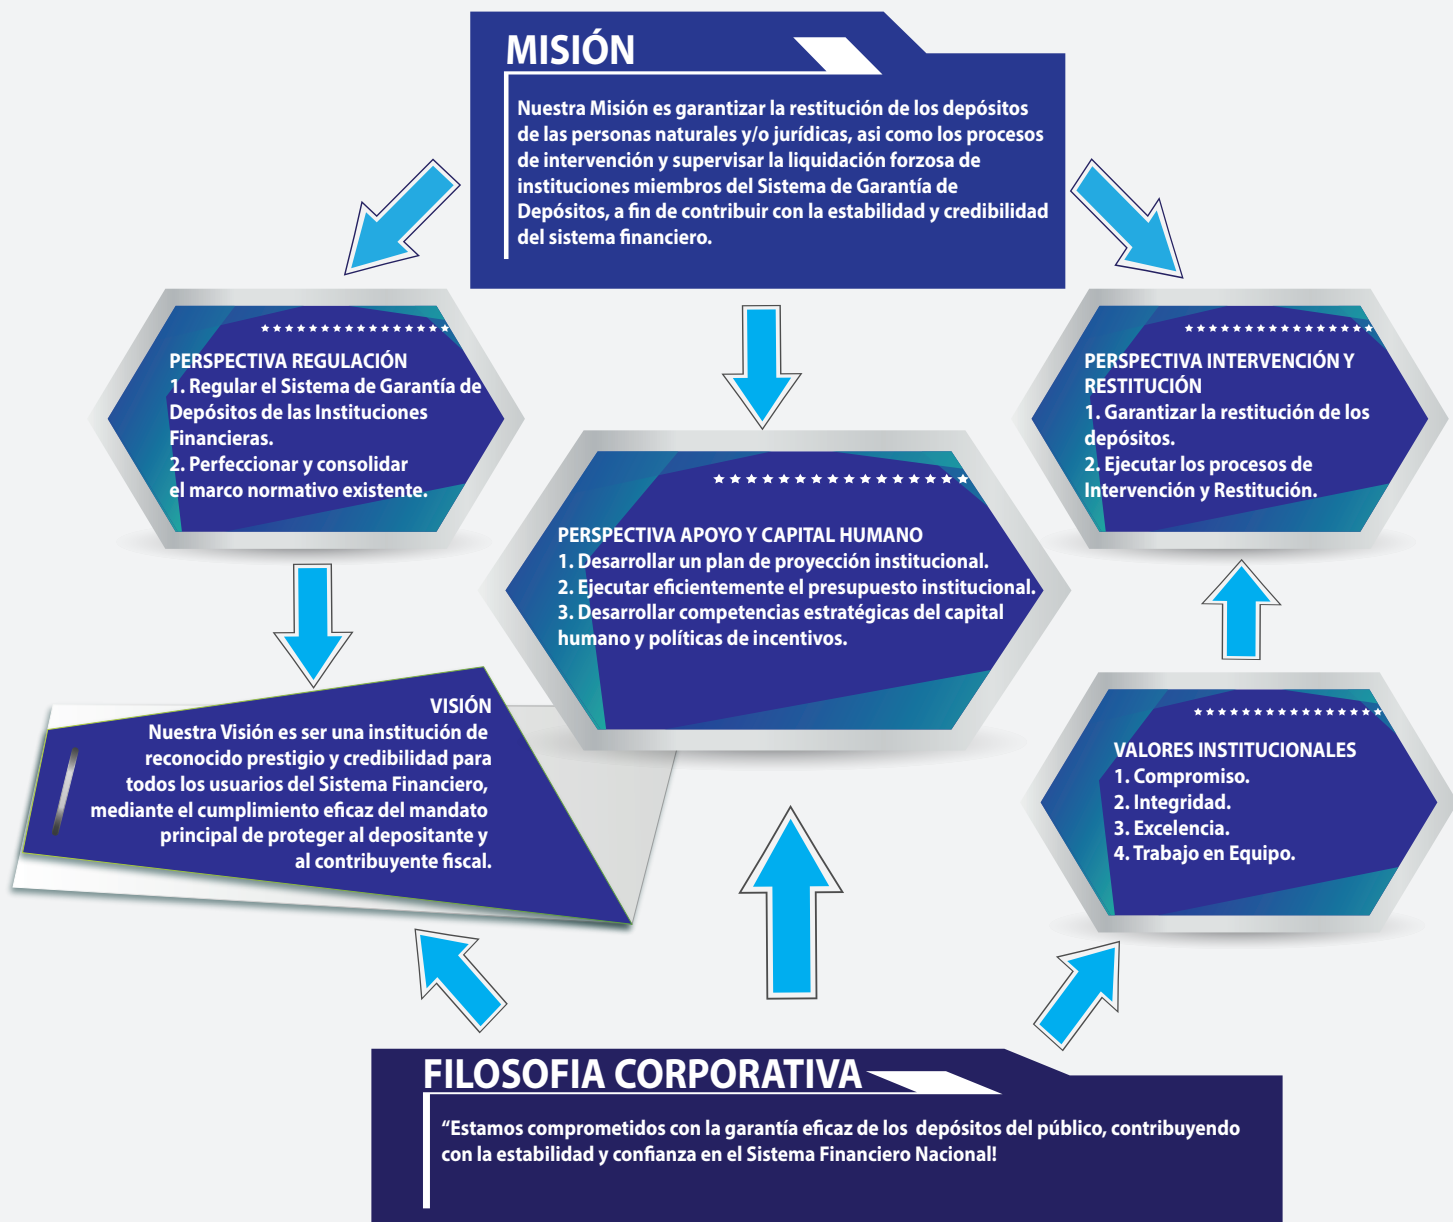 MISIÓN
Nuestra Misión es garantizar la restitución de los depósitos
de las personas naturales y/o jurídicas, asi como los procesos
de intervención y supervisar la liquidación forzosa de
instituciones miembros del Sistema de Garantía de
Depósitos, a fin de contribuir con la estabilidad y credibilidad
del sistema financiero.
PERSPECTIVA REGULACIÓN
1. Regular el Sistema de Garantía de
Depósitos de las Instituciones
Financieras.
2. Perfeccionar y consolidar
el marco normativo existente.
PERSPECTIVA INTERVENCIÓN Y
RESTITUCIÓN
1. Garantizar la restitución de los
depósitos.
2. Ejecutar los procesos de
Intervención y Restitución.
PERSPECTIVA APOYO Y CAPITAL HUMANO
1. Desarrollar un plan de proyección institucional.
2. Ejecutar eficientemente el presupuesto institucional.
3. Desarrollar competencias estratégicas del capital
humano y políticas de incentivos.
VISIÓN
Nuestra Visión es ser una institución de
reconocido prestigio y credibilidad para
todos los usuarios del Sistema Financiero,
mediante el cumplimiento eficaz del mandato
principal de proteger al depositante y
al contribuyente fiscal.
VALORES INSTITUCIONALES
1. Compromiso.
2. Integridad.
3. Excelencia.
4. Trabajo en Equipo.
FILOSOFIA CORPORATIVA
“Estamos comprometidos con la garantía eficaz de los depósitos del público, contribuyendo
con la estabilidad y confianza en el Sistema Financiero Nacional!